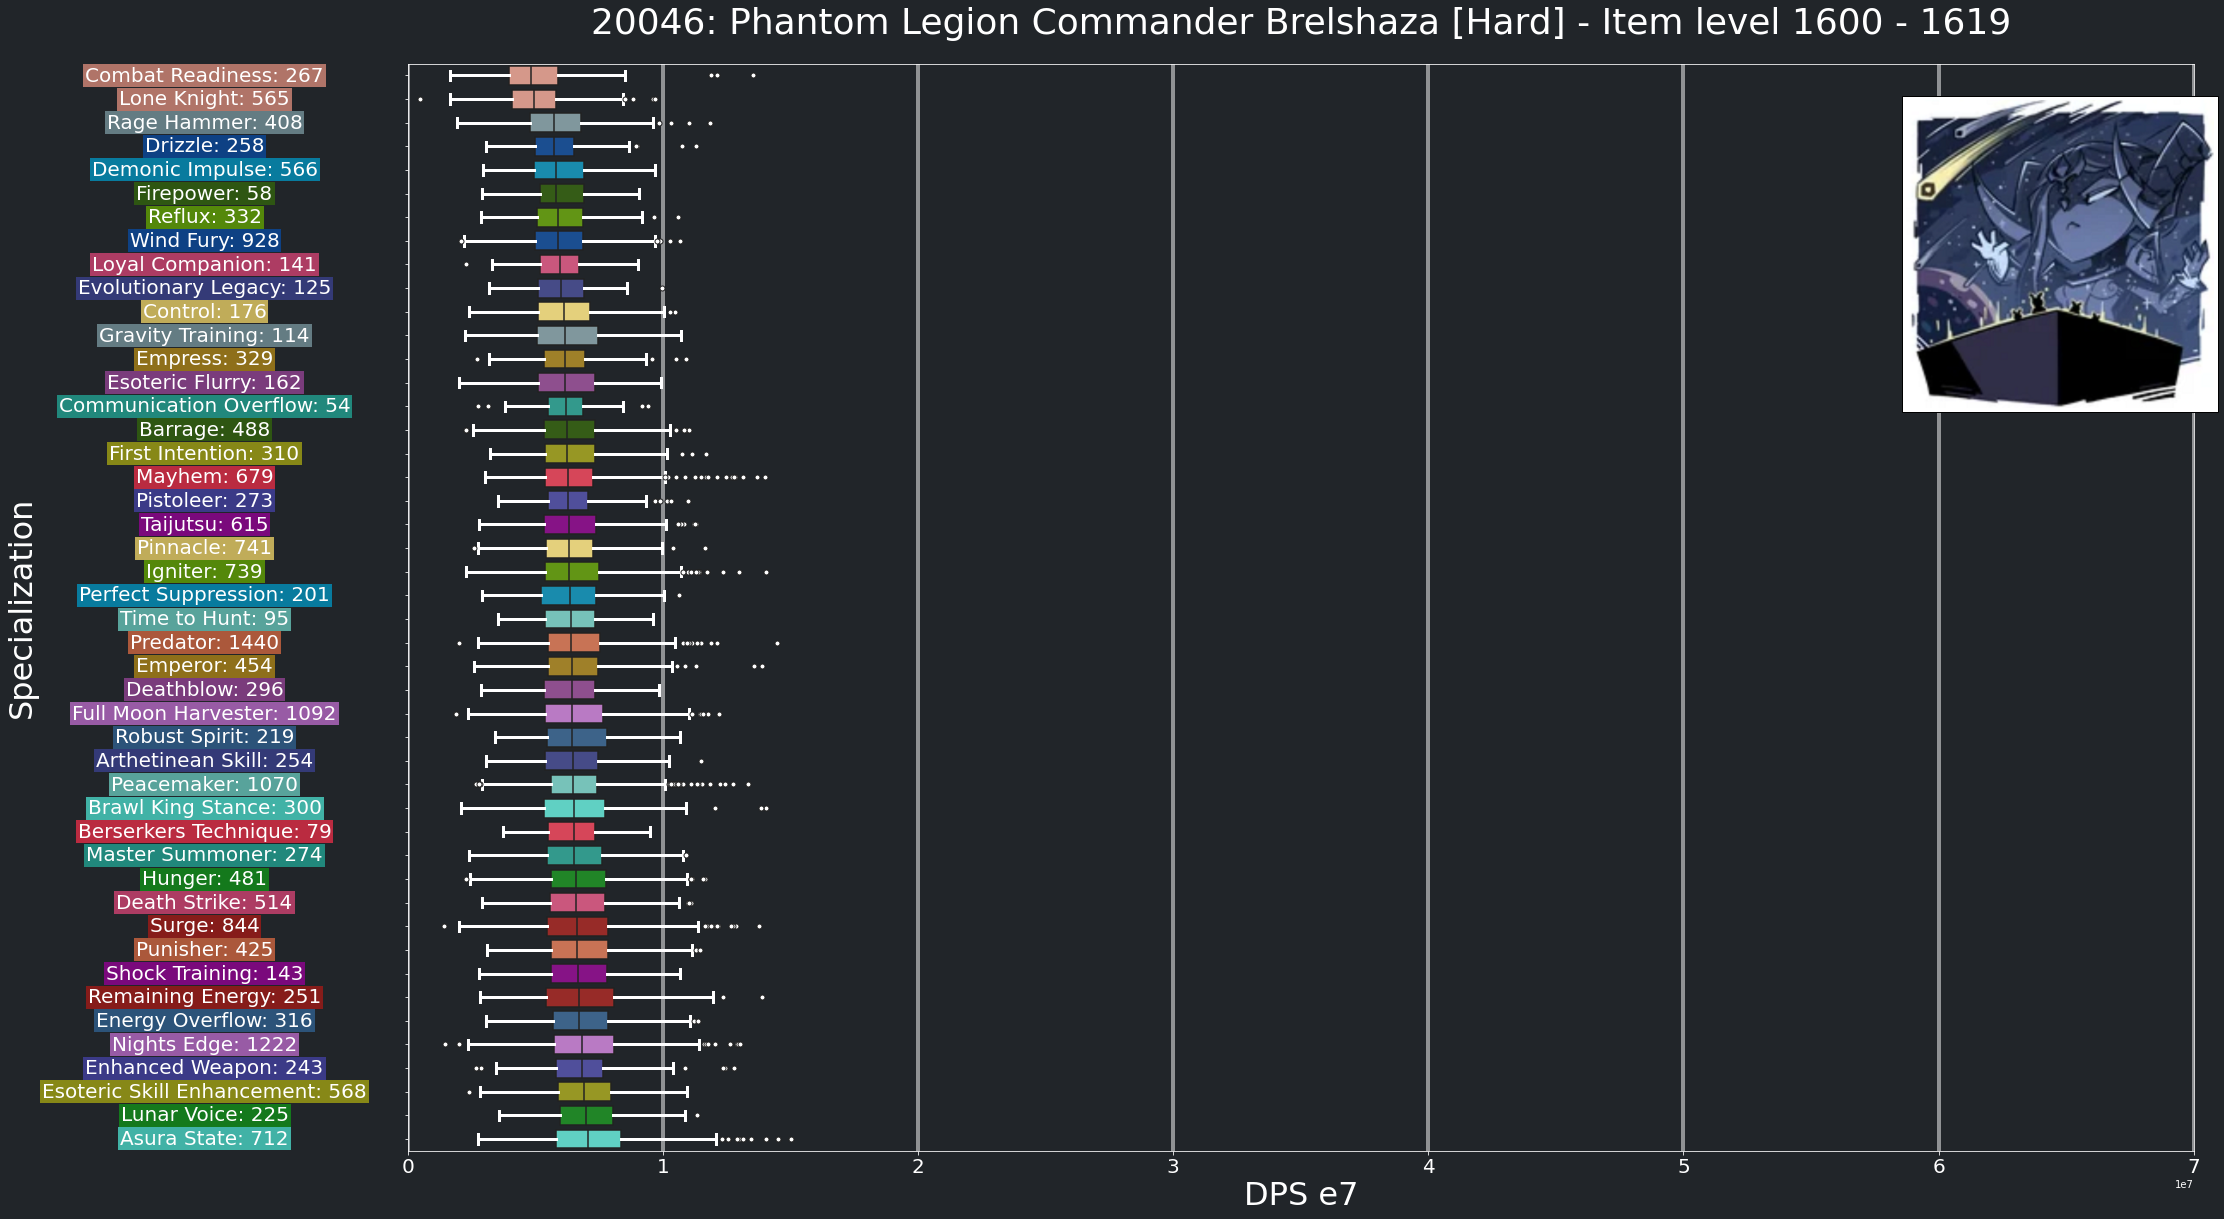 20046: Phantom Legion Commander Brelshaza [Hard] - Item level 1600 - 1619
Combat Readiness: 267
Lone Knight: 565
Rage Hammer: 408
Drizzle: 258
Demonic Impulse: 566
Firepower: 58
Reflux: 332
Wind Fury: 928
Loyal Companion: 141
Evolutionary Legacy: 125
Control: 176
Gravity Training: 114
Empress: 329
Esoteric Flurry: 162
Communication Overflow: 54
Barrage: 488
First Intention: 310
Mayhem: 679
Pistoleer: 273
Taijutsu: 615
Pinnacle: 741
Igniter: 739
Perfect Suppression: 201
Time to Hunt: 95
Predator: 1440
Emperor: 454
Deathblow: 296
Full Moon Harvester: 1092
Robust Spirit: 219
Arthetinean Skill: 254
Peacemaker: 1070
Brawl King Stance: 300
Berserkers Technique: 79
Master Summoner: 274
Hunger: 481
Death Strike: 514
Surge: 844
Punisher: 425
Shock Training: 143
Remaining Energy: 251
Energy Overflow: 316
Nights Edge: 1222
Enhanced Weapon: 243
Esoteric Skill Enhancement: 568
Lunar Voice: 225
Asura State: 712
Specialization
0 1 2 3 4 5 6 7
1e7
DPS e7